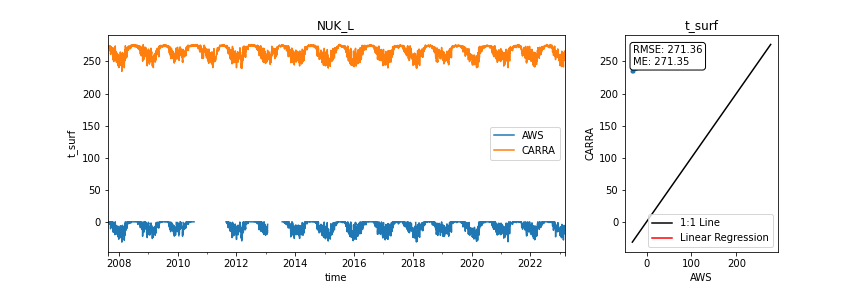 NUK_L
t_surf
250
200
150
100
50
0
t_surf
AWS
CARRA
2008
2010
2012
2014
2016
2018
2020
2022
time
t_surf
RMSE: 271.36
ME: 271.35
250
200
150
100
50
0
CARRA
1:1 Line
Linear Regression
0
100
200
AWS